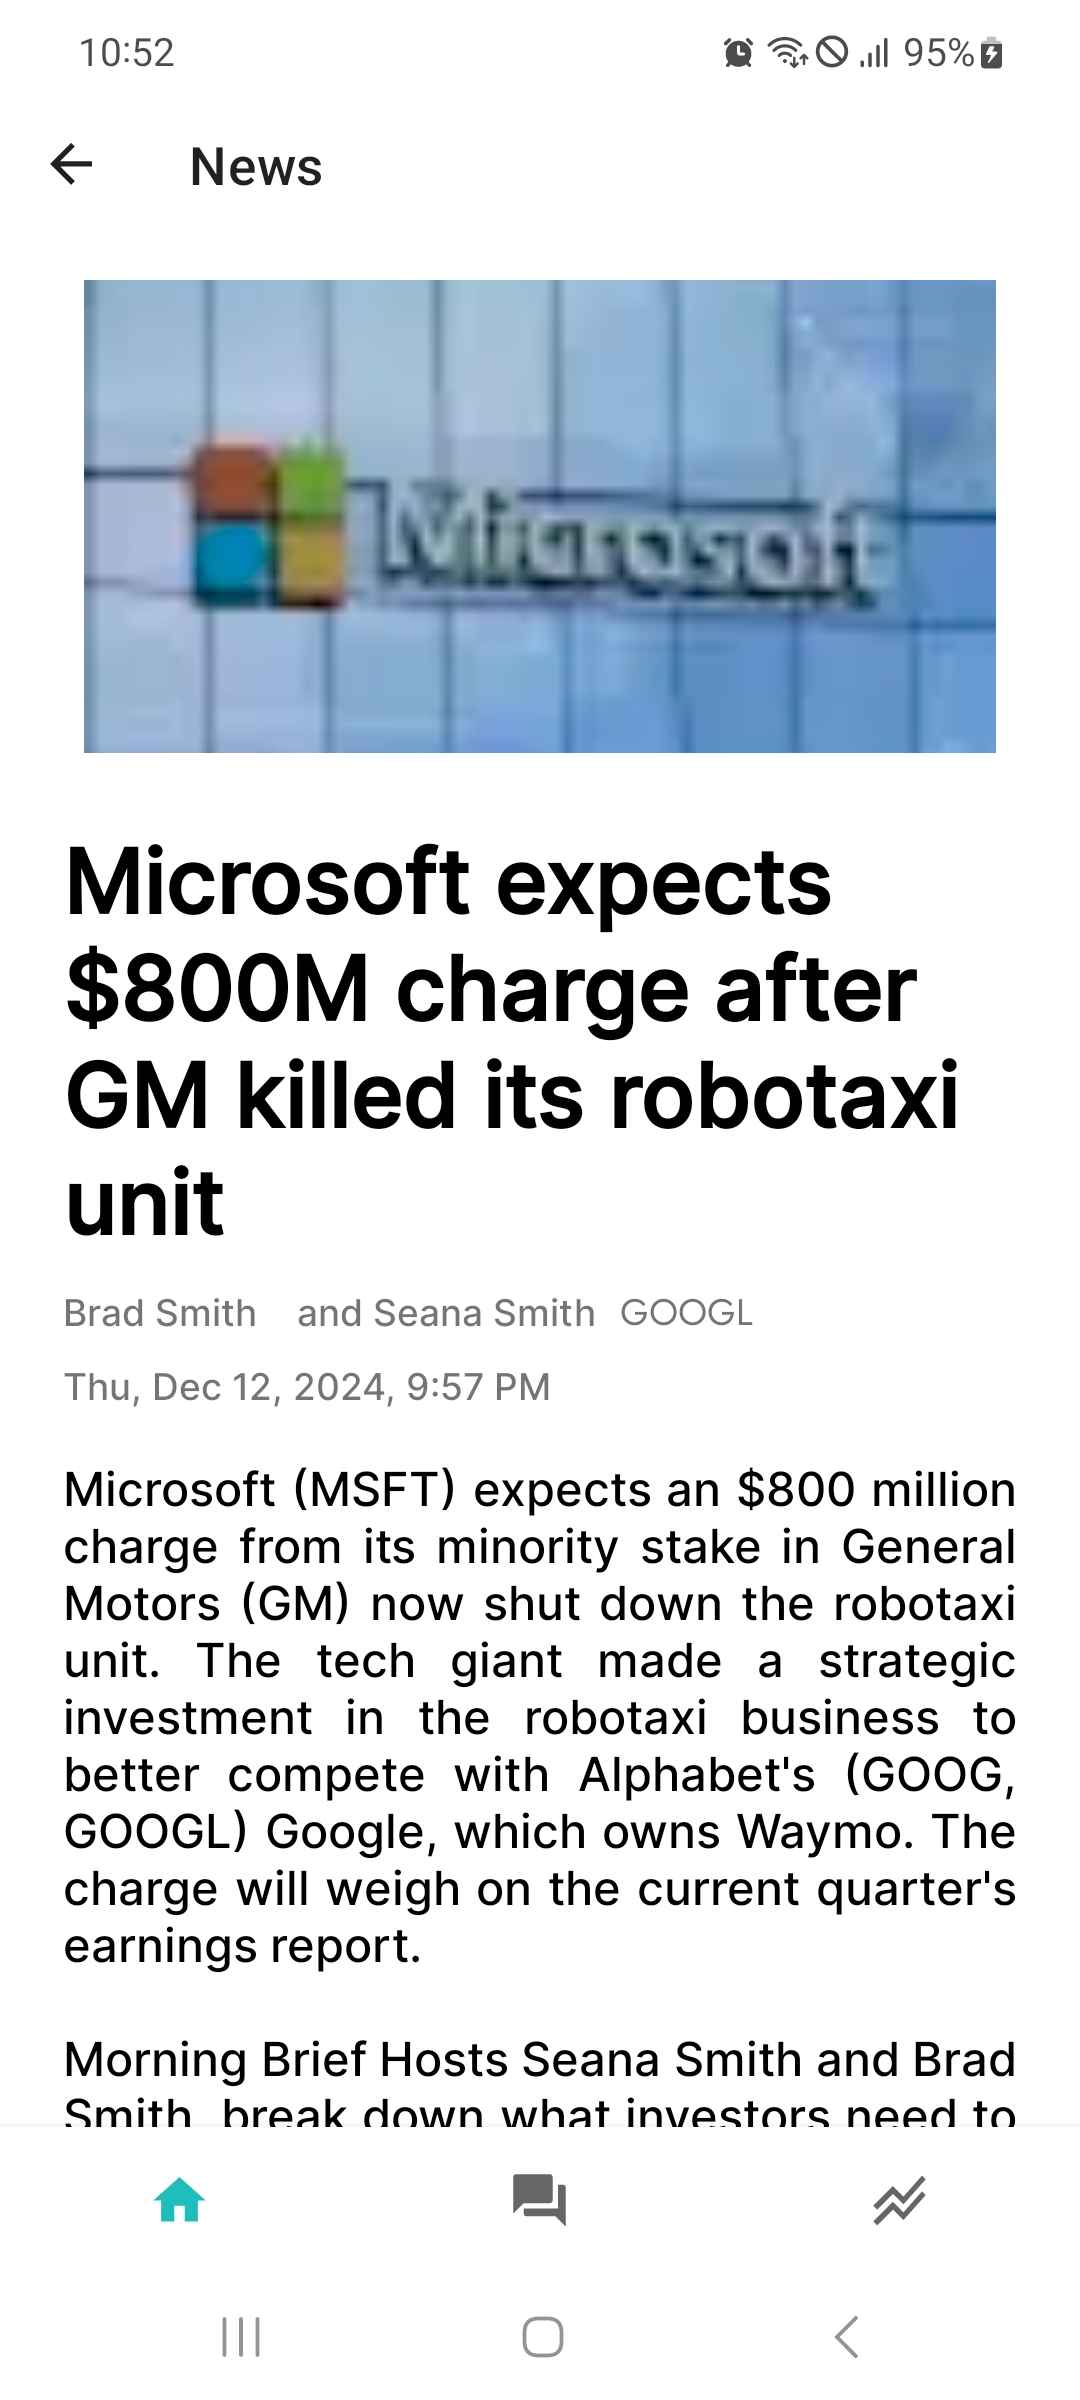 10:52
95%
News
Microsoft
Microsoft expects
$800M charge after
GM killed its robotaxi
unit
Brad Smith and Seana Smith GOOGL
Thu, Dec 12, 2024, 9:57 PM
Microsoft (MSFT) expects an $800 million
charge from its minority stake in General
Motors (GM) now shut down the robotaxi
unit. The tech giant made a strategic
investment in the robotaxi business to
better compete with Alphabet's (GOOG,
GOOGL) Google, which owns Waymo. The
charge will weigh on the current quarter's
earnings report.
Morning Brief Hosts Seana Smith and Brad
Smith break down what investors need to